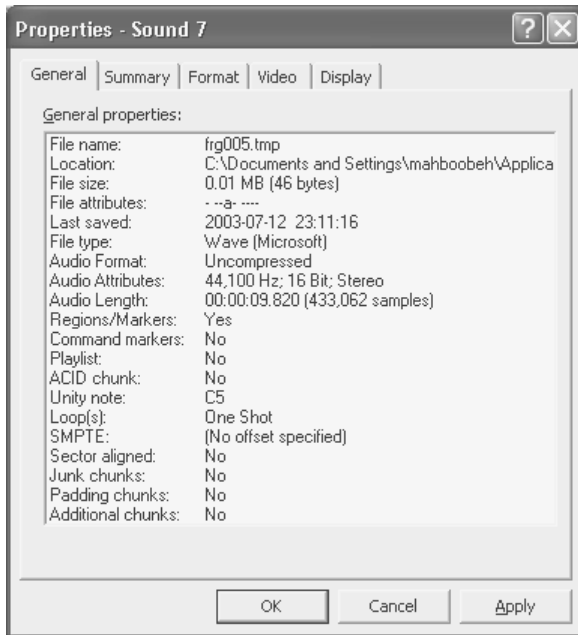 Properties - Sound 7
General Summary Format Video Display
General properties:
File name: frg005.tmp
Location: C:\Documents and Settings\mahboobeh\Applica
File size: 0.01 MB (46 bytes)
File attributes: - --a- ----
Last saved: 2003-07-12 23:11:16
File type: Wave (Microsoft)
Audio Format: Uncompressed
Audio Attributes: 44,100 Hz; 16 Bit; Stereo
Audio Length: 00:00:09.820 (433,062 samples)
Regions/Markers: Yes
Command markers: No
Playlist: No
ACID chunk: No
Unity note: C5
Loop(s): One Shot
SMPTE: (No offset specified)
Sector aligned: No
Junk chunks: No
Padding chunks: No
Additional chunks: No
OK Cancel Apply